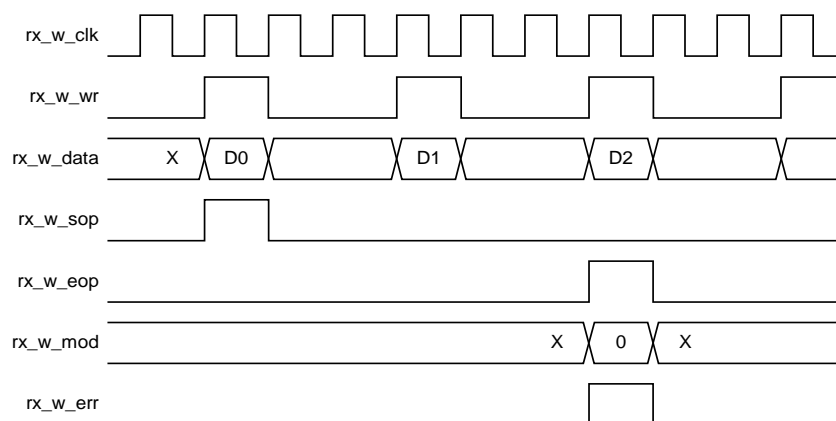 rx_w_clk
rx_w_wr
rx_w_data X D0 D1 D2
rx_w_sop
rx_w_eop
rx_w_mod X 0 X
rx_w_err